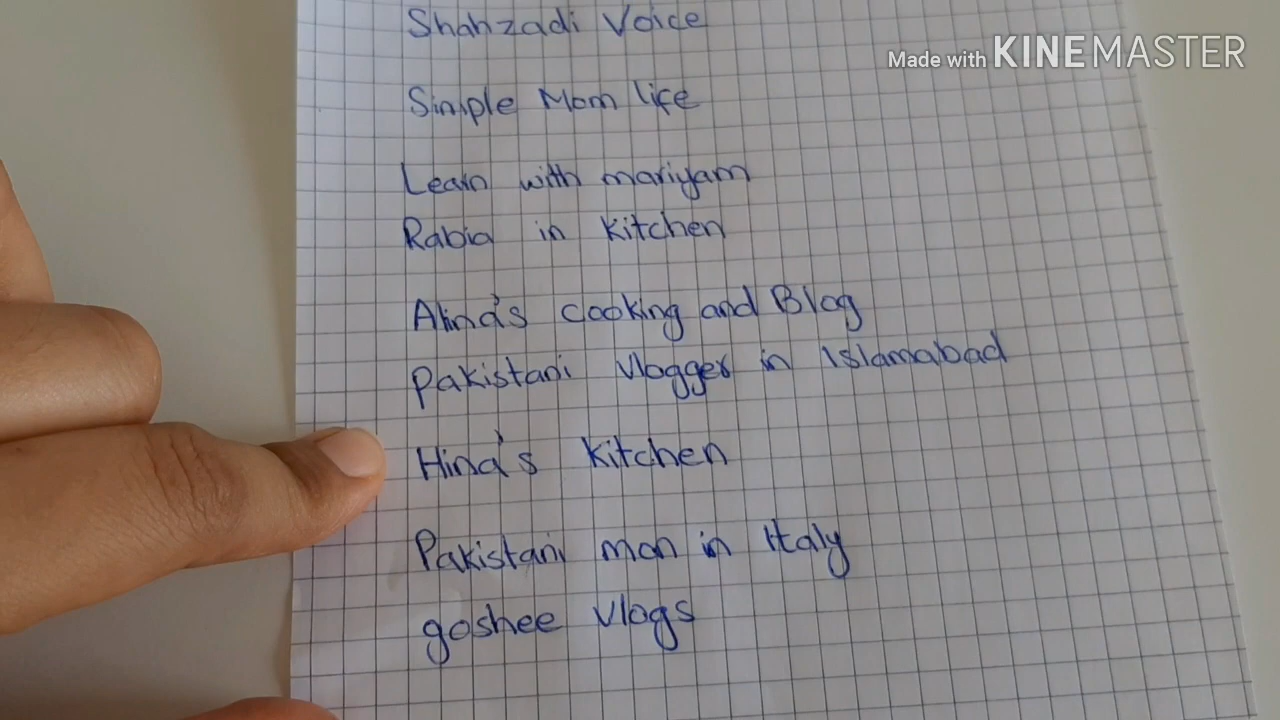 Shahzadi Voice
Made with KINEMASTER
Simple Mom life
Learn with mariyam
Rabia in Kitchen
Alina's cooking and Blog
Pakistani Vlogger in Islamabad
Hina's Kitchen
Pakistani mon in Italy
goshee Vlogs